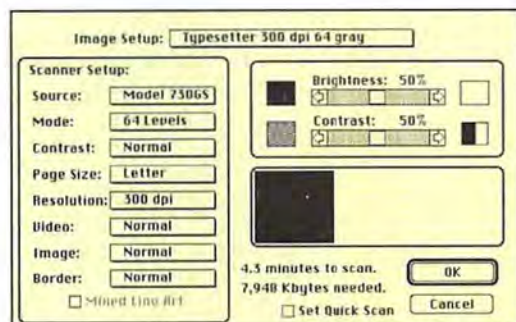 Image Setup: Typesetter 300 dpi 64 gray
Scanner Setup:
Source: Model 730GS
Mode: 64 Levels
Contrast: Normal
Page Size: Letter
Resolution: 300 dpi
Video: Normal
Image: Normal
Border: Normal
Mixed Line Art
Brightness: 50%
Contrast: 50%
4.3 minutes to scan.
7,948 Kbytes needed.
Set Quick Scan
OK
Cancel